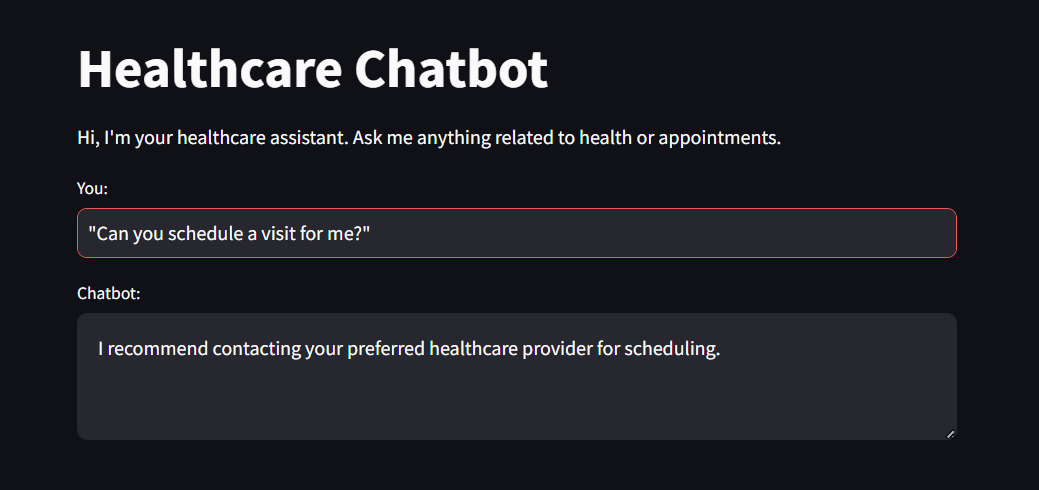 Healthcare Chatbot
Hi, I'm your healthcare assistant. Ask me anything related to health or appointments.
You:
"Can you schedule a visit for me?"
Chatbot:
I recommend contacting your preferred healthcare provider for scheduling.